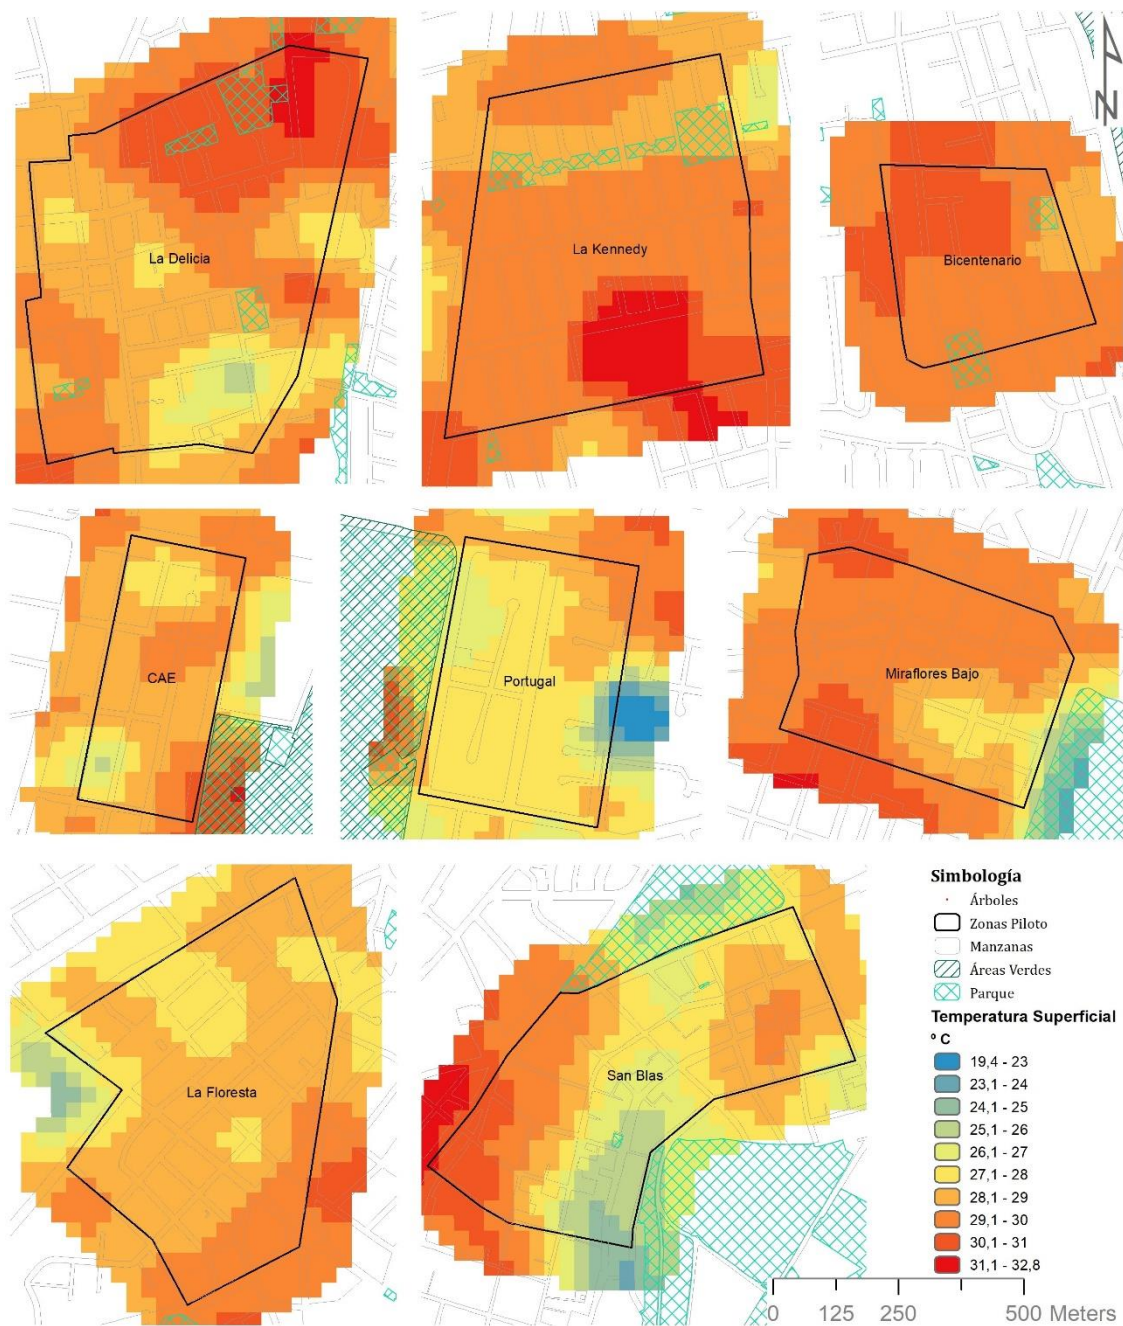 N
La Delicia
La Kennedy
Bicentenario
CAE
Portugal
Miraflores Bajo
La Floresta
San Blas
Simbología
Árboles
Zonas Piloto
Manzanas
Áreas Verdes
Parque
Temperatura Superficial
º C
19,4 - 23
23,1 - 24
24,1 - 25
25,1 - 26
26,1 - 27
27,1 - 28
28,1 - 29
29,1 - 30
30,1 - 31
31,1 - 32,8
0 125 250 500 Meters